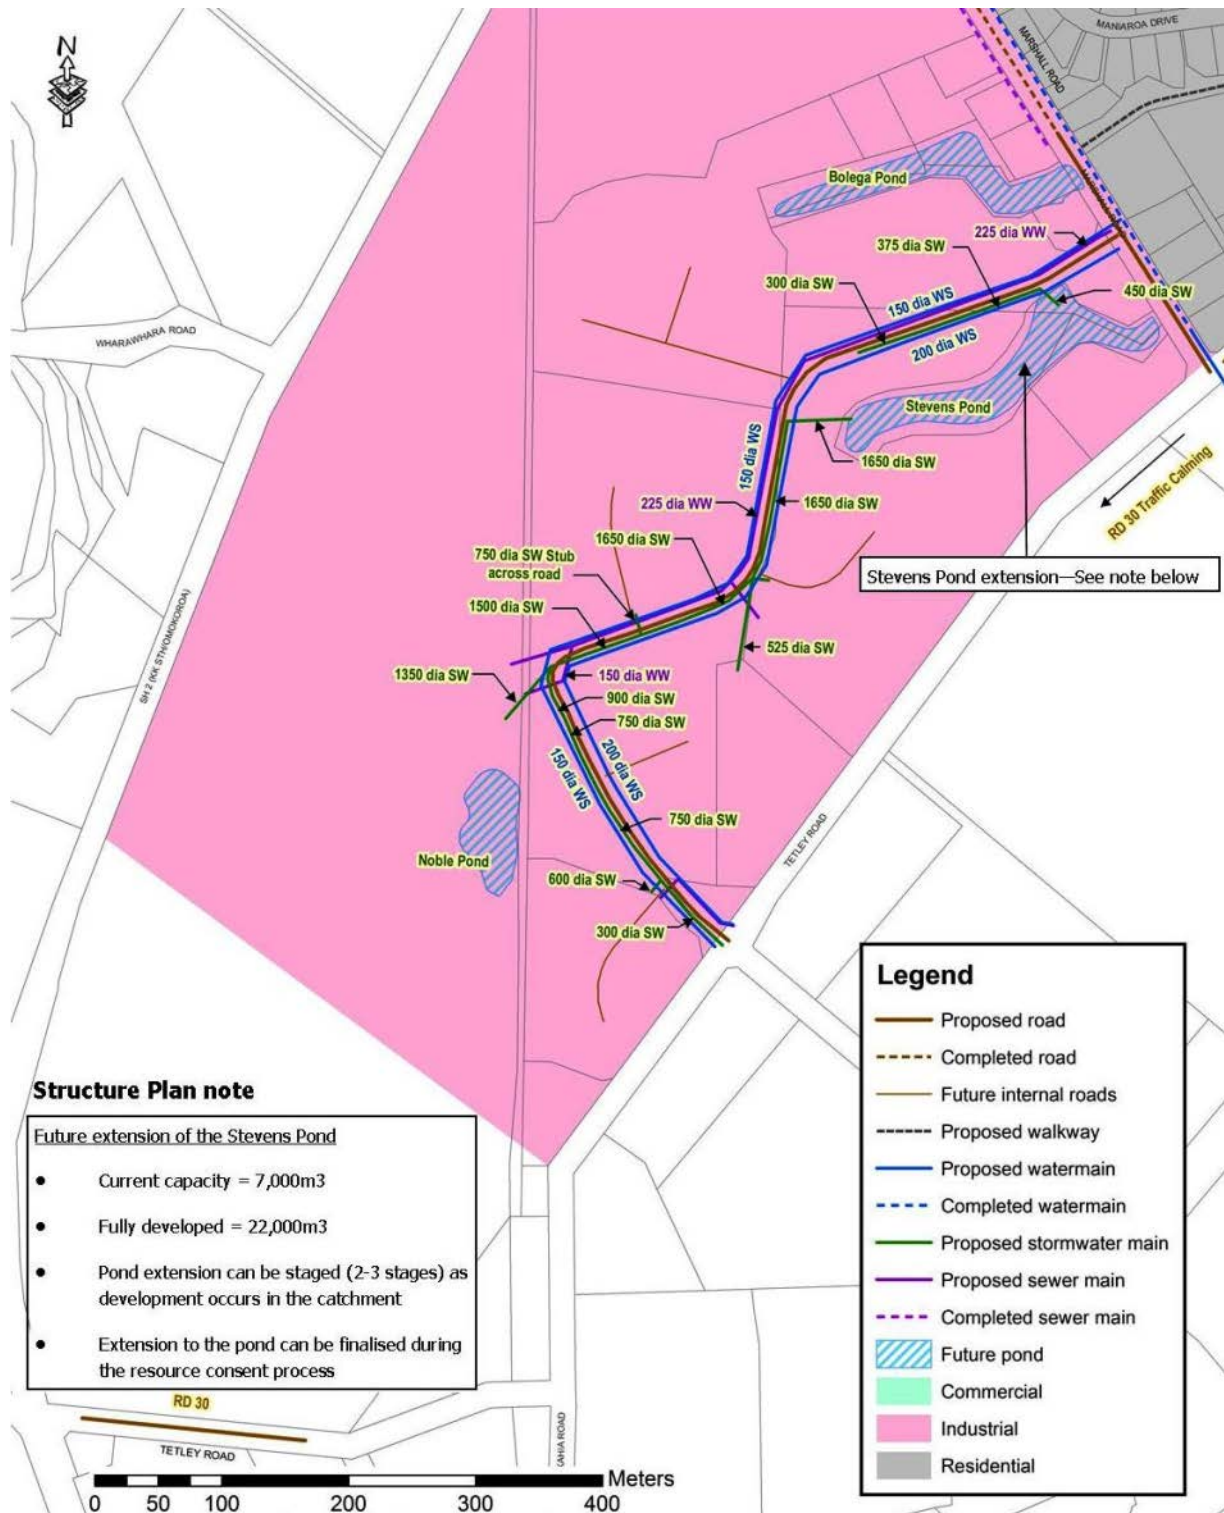 N
MANIAROA DRIVE
MARSHALL ROAD
Bolega Pond
225 dia WW
375 dia SW
300 dia SW
450 dia SW
150 dia WS
200 dia WS
WHARAWHARA ROAD
Stevens Pond
150 dia WS
1650 dia SW
RD 30 Traffic Calming
225 dia WW
1650 dia SW
1650 dia SW
750 dia SW Stub
across road
Stevens Pond extension—See note below
1500 dia SW
525 dia SW
SH 2 (KK STH/OMOKOROA)
1350 dia SW
150 dia WW
900 dia SW
750 dia SW
200 dia WS
150 dia WS
750 dia SW
TETLEY ROAD
Noble Pond
600 dia SW
300 dia SW
Legend
Proposed road
Completed road
Future internal roads
Proposed walkway
Proposed watermain
Completed watermain
Proposed stormwater main
Proposed sewer main
Completed sewer main
Future pond
Commercial
Industrial
Residential
Structure Plan note
Future extension of the Stevens Pond
• Current capacity = 7,000m3
• Fully developed = 22,000m3
• Pond extension can be staged (2-3 stages) as
development occurs in the catchment
• Extension to the pond can be finalised during
the resource consent process
RD 30
TETLEY ROAD
Meters
0 50 100 200 300 400